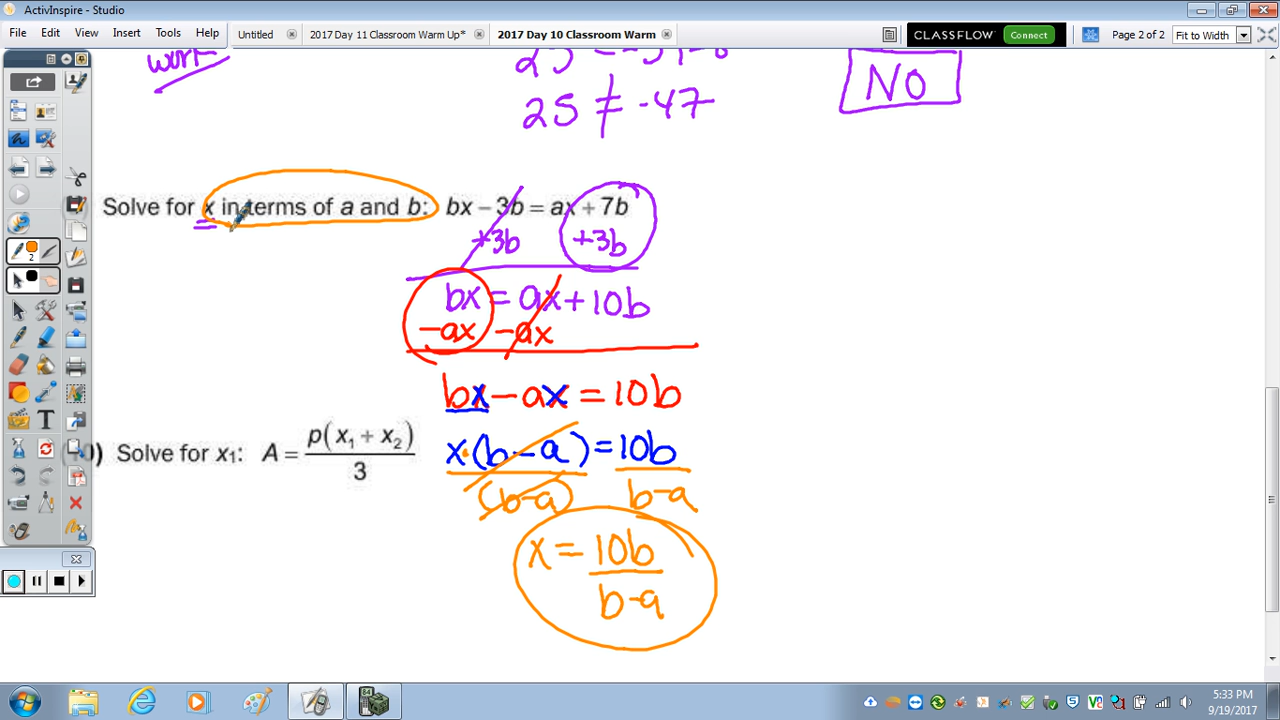 ActivInspire - Studio
File Edit View Insert Tools Help
Untitled
2017 Day 11 Classroom Warm Up*
2017 Day 10 Classroom Warm
CLASSFLOW
Connect
Page 2 of 2
Fit to Width
work
25 ≠ -47
NO
Solve for x in terms of a and b: bx − 3b = ax + 7b
+3b +3b
bx = ax + 10b
-ax -ax
bx - ax = 10b
x·(b-a) = 10b
(b-a) b-a
x = 10b
b-a
0) Solve for x₁: A = p(x₁ + x₂)
3
2
84
5:33 PM
9/19/2017